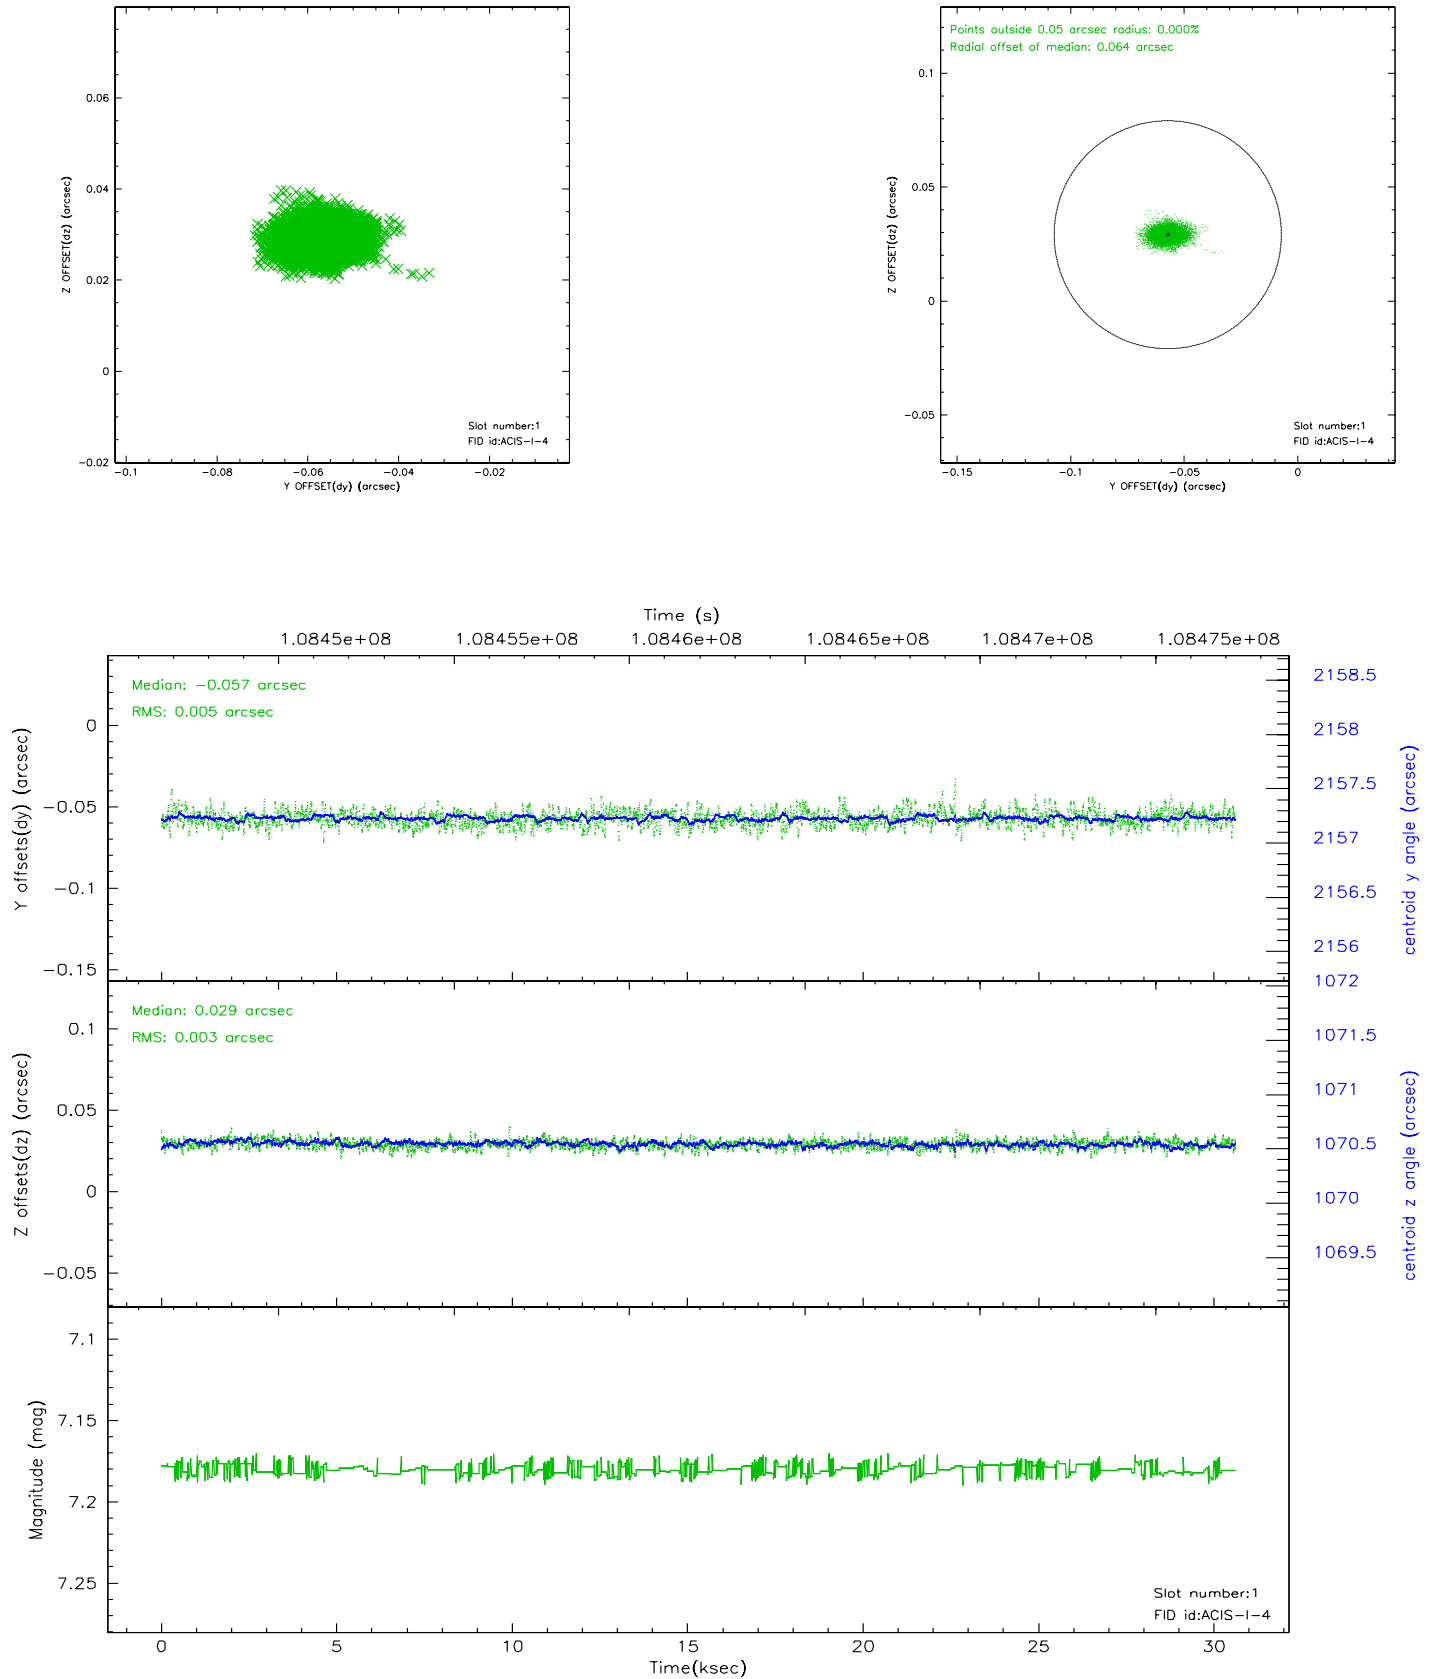 0.06
0.04
0.02
0
−0.02
Z OFFSET(dz) (arcsec)
Slot number:1
FID id:ACIS−I−4
−0.1
−0.08
−0.06
−0.04
−0.02
Y OFFSET(dy) (arcsec)
Points outside 0.05 arcsec radius: 0.000%
Radial offset of median: 0.064 arcsec
0.1
0.05
0
−0.05
Z OFFSET(dz) (arcsec)
Slot number:1
FID id:ACIS−I−4
−0.15
−0.1
−0.05
0
Y OFFSET(dy) (arcsec)
Time (s)
1.0845e+08
1.08455e+08
1.0846e+08
1.08465e+08
1.0847e+08
1.08475e+08
Median: −0.057 arcsec
RMS: 0.005 arcsec
0
−0.05
−0.1
−0.15
Y offsets(dy) (arcsec)
2158.5
2158
2157.5
2157
2156.5
2156
centroid y angle (arcsec)
Median: 0.029 arcsec
RMS: 0.003 arcsec
0.1
0.05
0
−0.05
Z offsets(dz) (arcsec)
1072
1071.5
1071
1070.5
1070
1069.5
centroid z angle (arcsec)
7.1
7.15
7.2
7.25
Magnitude (mag)
Slot number:1
FID id:ACIS−I−4
0
5
10
15
20
25
30
Time(ksec)